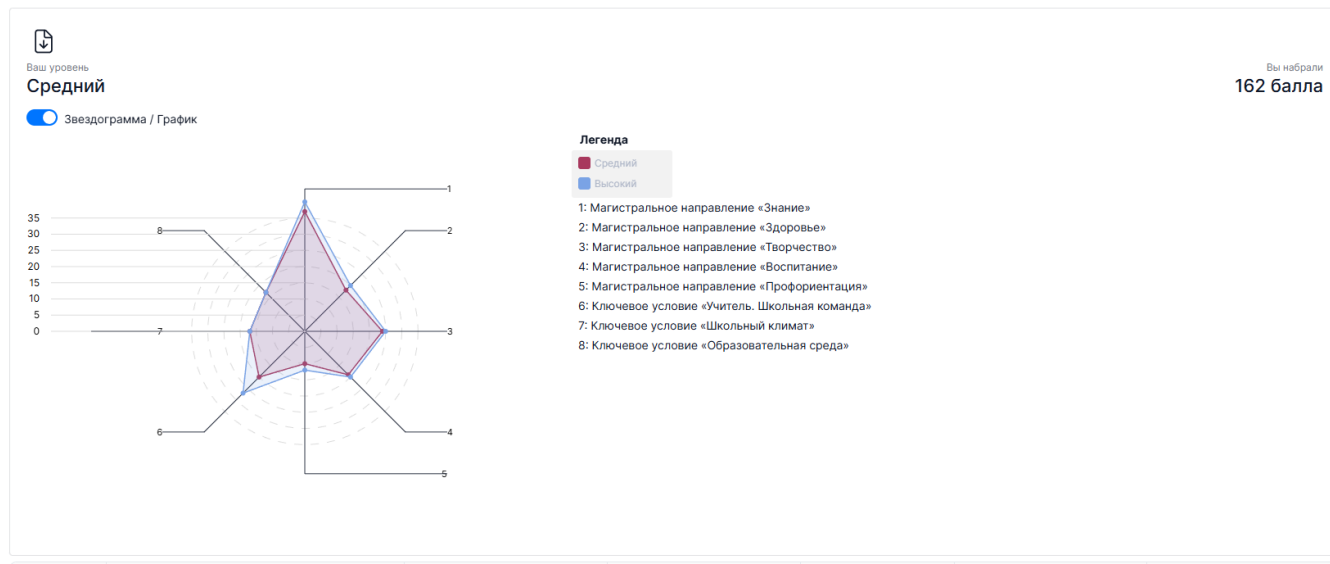 Ваш уровень
Средний
Вы набрали
162 балла
Звездограмма / График
Легенда
Средний
Высокий
1: Магистральное направление «Знание»
2: Магистральное направление «Здоровье»
3: Магистральное направление «Творчество»
4: Магистральное направление «Воспитание»
5: Магистральное направление «Профориентация»
6: Ключевое условие «Учитель. Школьная команда»
7: Ключевое условие «Школьный климат»
8: Ключевое условие «Образовательная среда»
1
2
3
4
5
6
7
8
35
30
25
20
15
10
5
0